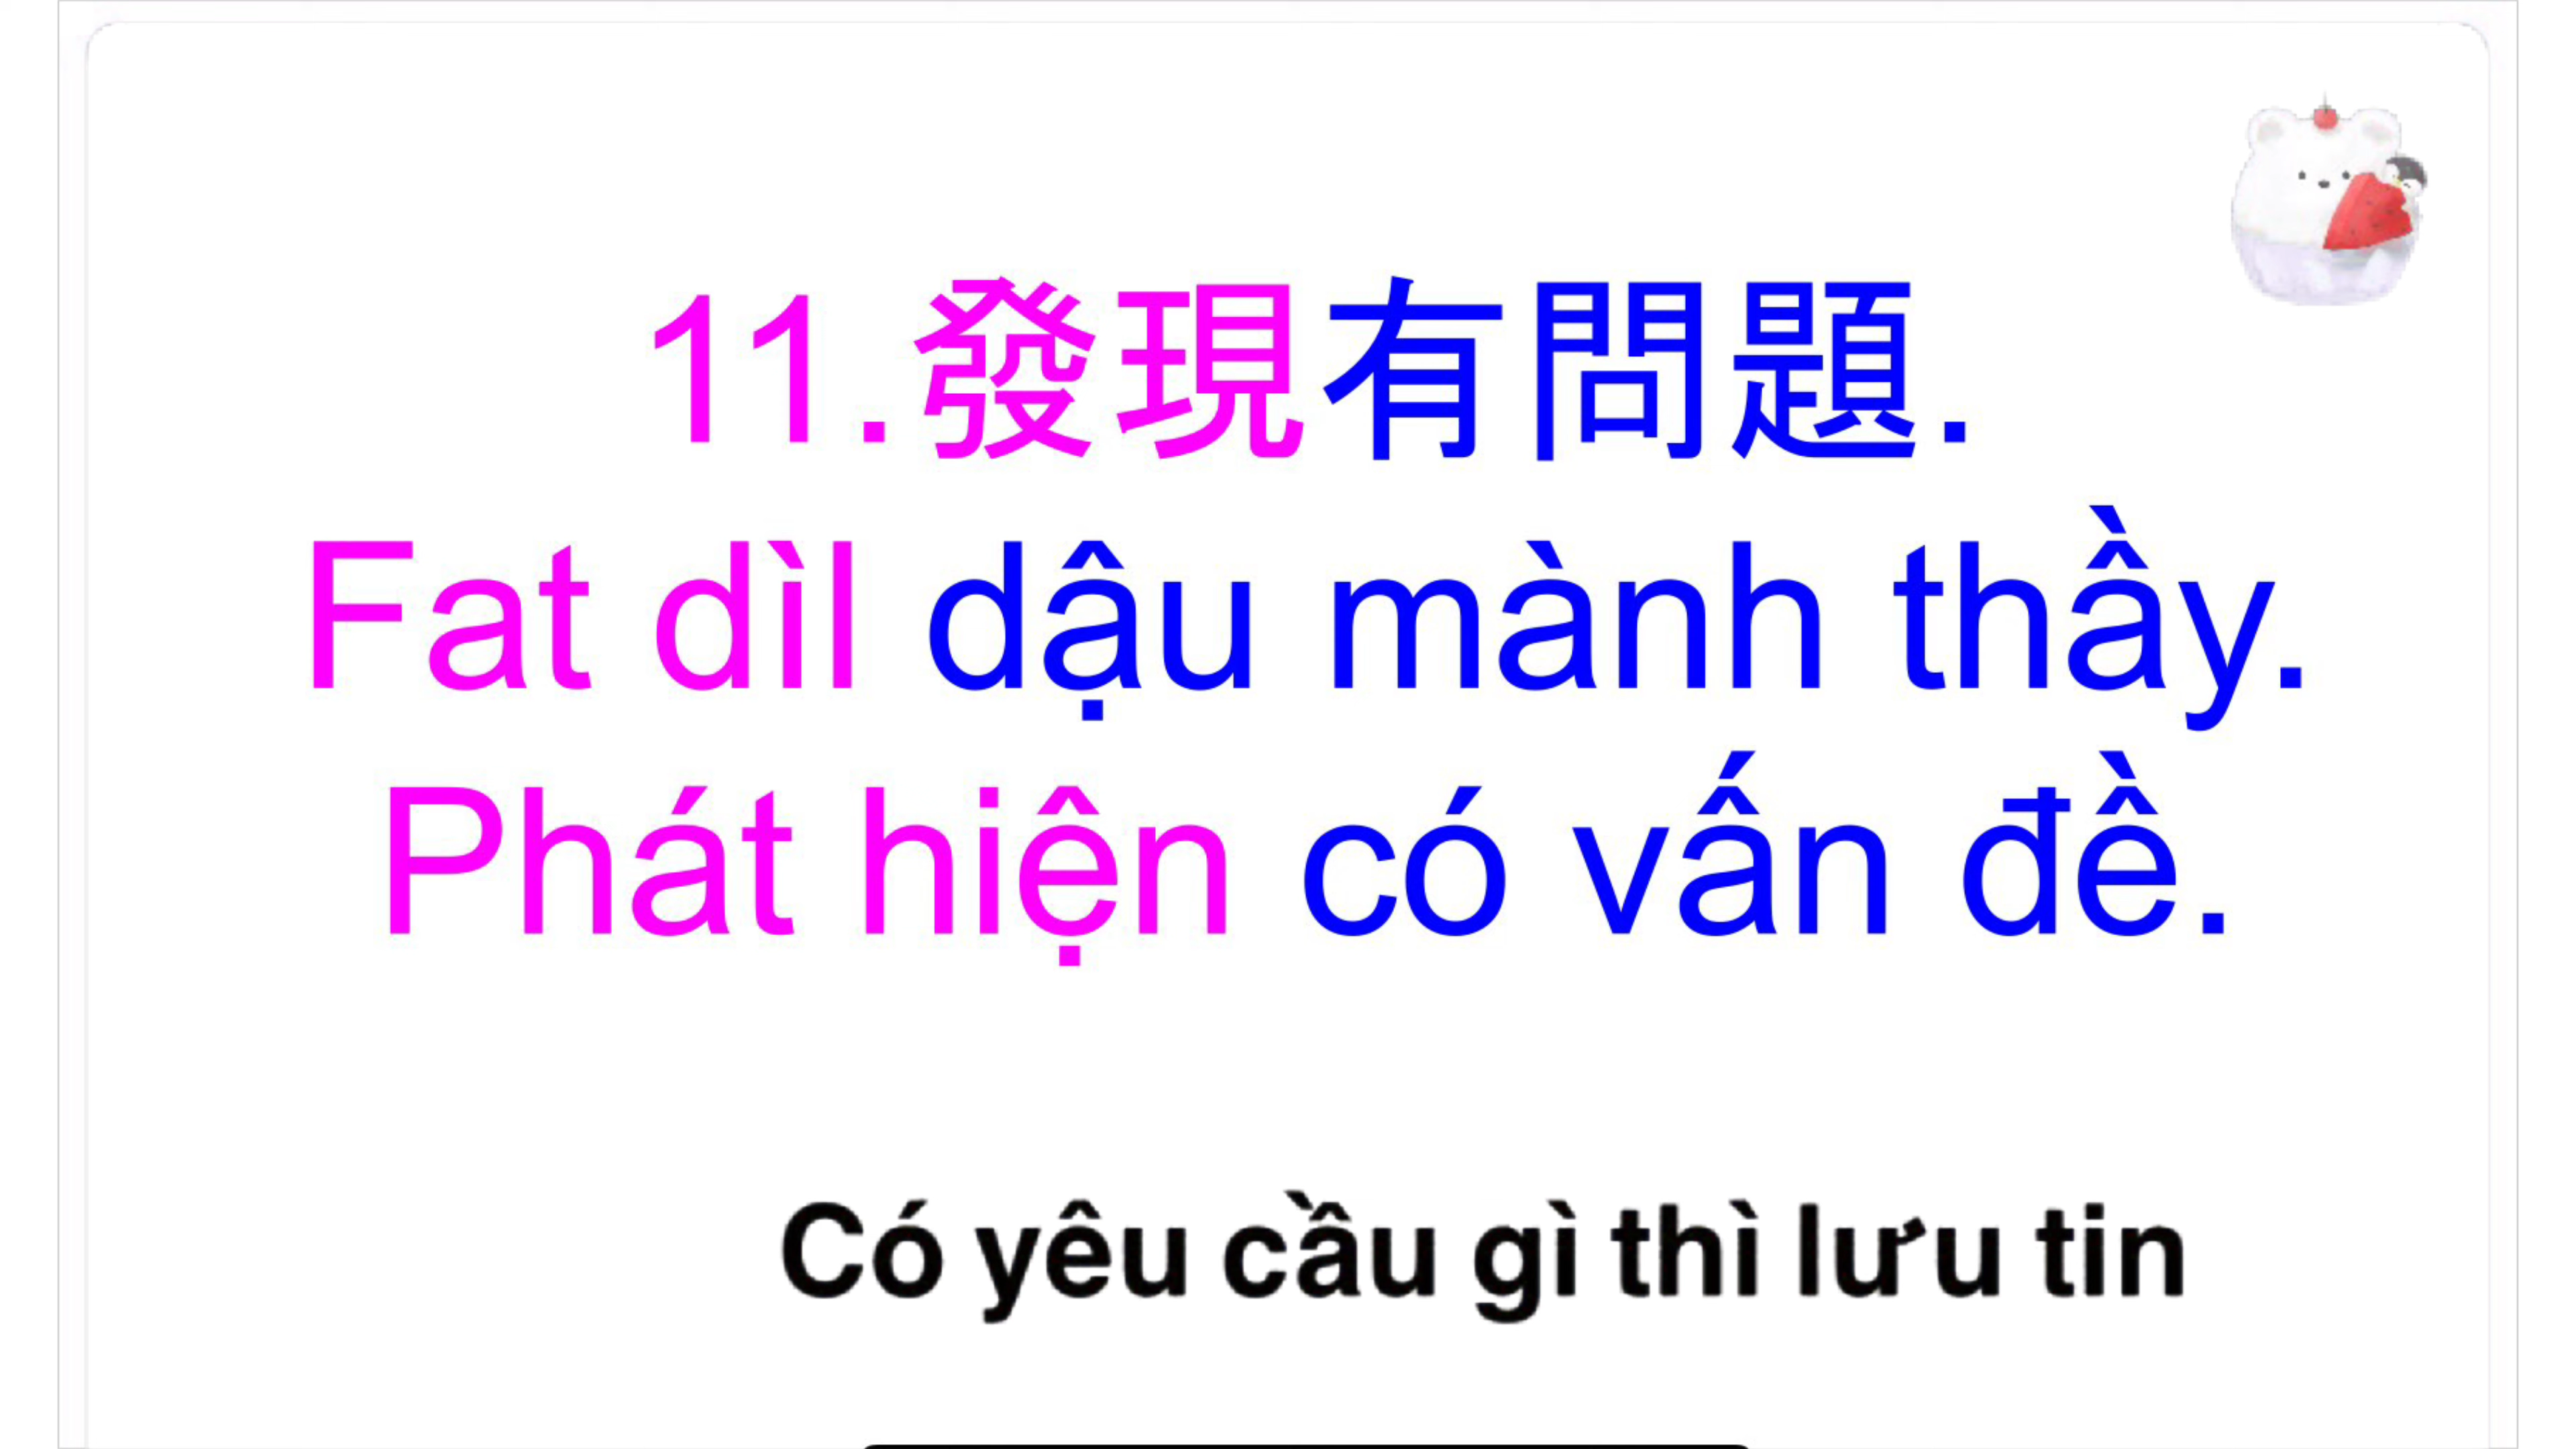 11.發現有問題.
Fat dìl dậu mành thầy.
Phát hiện có vấn đề.
Có yêu cầu gì thì lưu tin